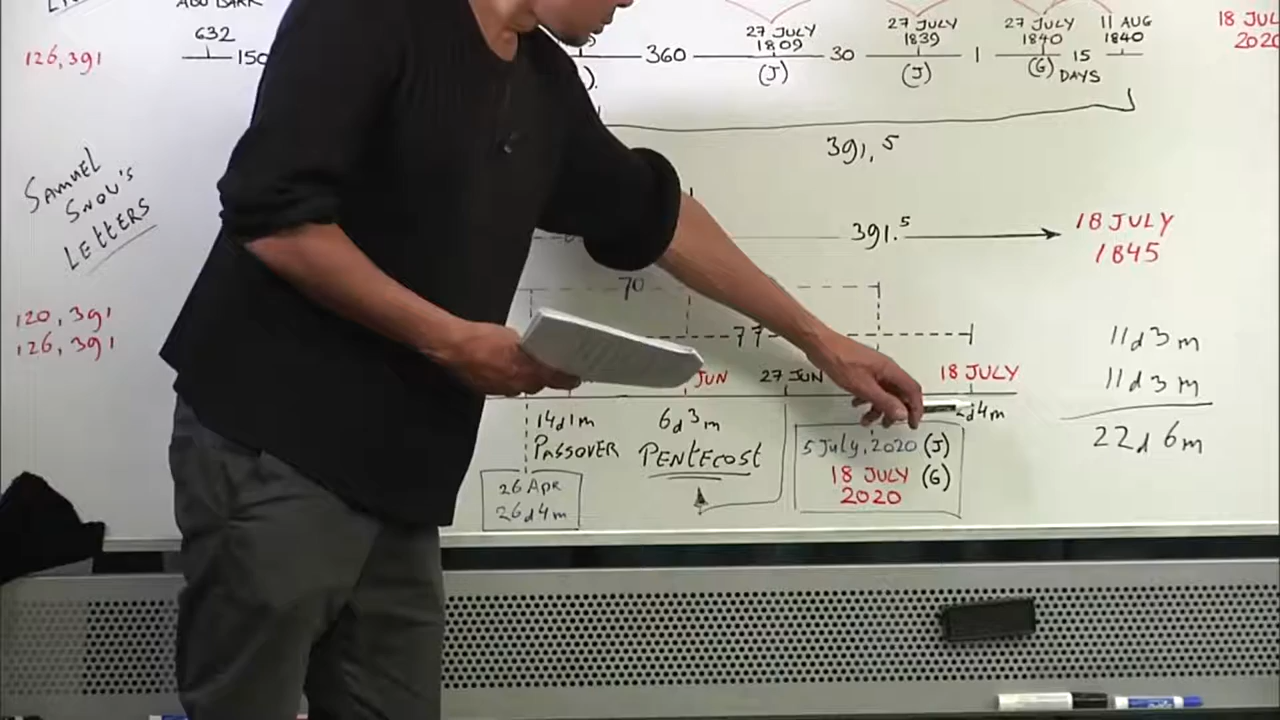 ABU BAKR
126,391
632
150
360
27 JULY
1809
(J)
30
27 JULY
1839
(J)
1
27 JULY
1840
(G)
15
DAYS
11 AUG
1840
18 JUL
2020
391,5
SAMUEL
SNOW'S
LETTERS
391.5
18 JULY
1845
70
77
120,391
126,391
JUN
27 JUN
18 JULY
14d1m
PASSOVER
6d3m
PENTECOST
d4m
26 Apr
26d4m
5 July, 2020 (J)
18 JULY (G)
2020
11d3m
11d3m
22d6m